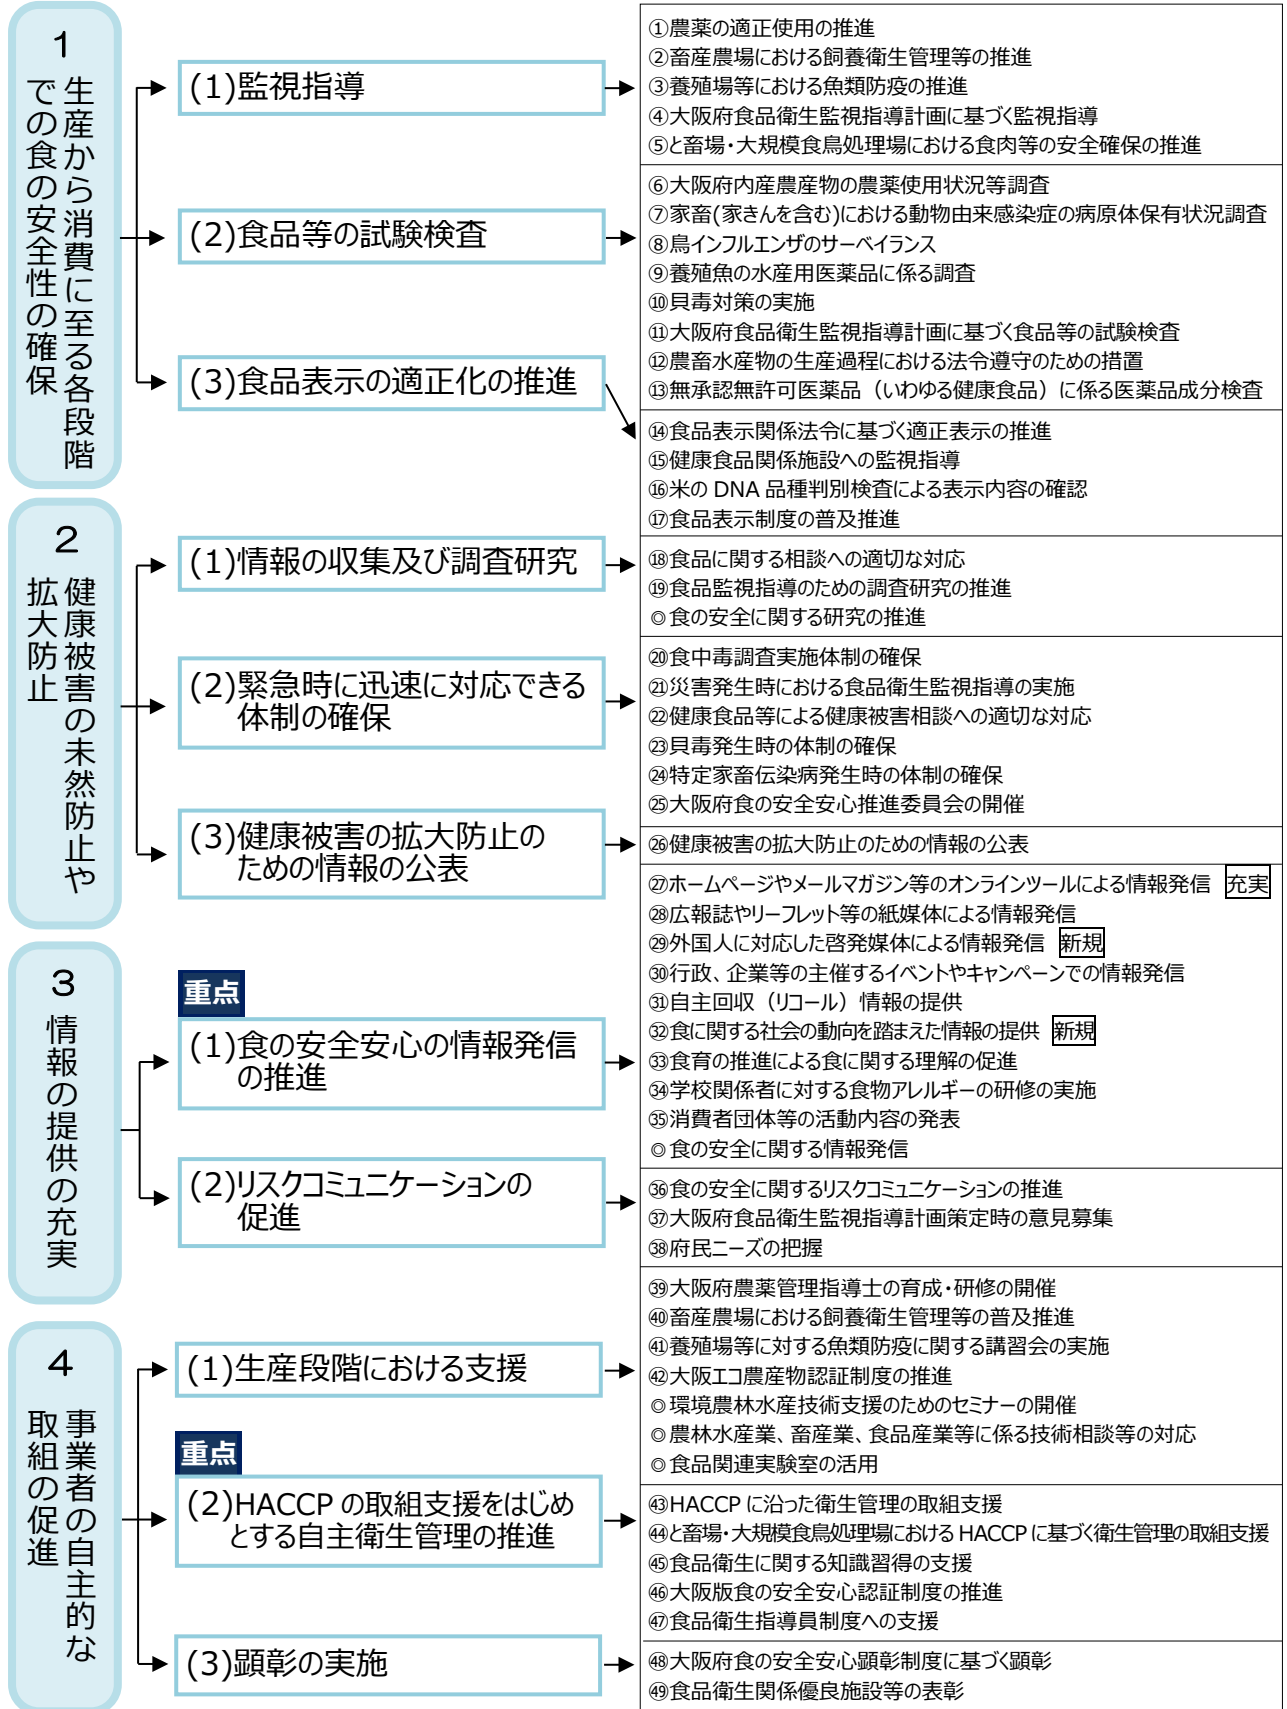 1
生産から消費に至る各段階
での食の安全性の確保
(1)監視指導
①農薬の適正使用の推進
②畜産農場における飼養衛生管理等の推進
③養殖場等における魚類防疫の推進
④大阪府食品衛生監視指導計画に基づく監視指導
⑤と畜場・大規模食鳥処理場における食肉等の安全確保の推進
(2)食品等の試験検査
⑥大阪府内産農産物の農薬使用状況等調査
⑦家畜(家きんを含む)における動物由来感染症の病原体保有状況調査
⑧鳥インフルエンザのサーベイランス
⑨養殖魚の水産用医薬品に係る調査
⑩貝毒対策の実施
⑪大阪府食品衛生監視指導計画に基づく食品等の試験検査
⑫農畜水産物の生産過程における法令遵守のための措置
⑬無承認無許可医薬品（いわゆる健康食品）に係る医薬品成分検査
(3)食品表示の適正化の推進
⑭食品表示関係法令に基づく適正表示の推進
⑮健康食品関係施設への監視指導
⑯米の DNA 品種判別検査による表示内容の確認
⑰食品表示制度の普及推進
2
健康被害の未然防止や
拡大防止
(1)情報の収集及び調査研究
⑱食品に関する相談への適切な対応
⑲食品監視指導のための調査研究の推進
◎食の安全に関する研究の推進
(2)緊急時に迅速に対応できる
体制の確保
⑳食中毒調査実施体制の確保
㉑災害発生時における食品衛生監視指導の実施
㉒健康食品等による健康被害相談への適切な対応
㉓貝毒発生時の体制の確保
㉔特定家畜伝染病発生時の体制の確保
㉕大阪府食の安全安心推進委員会の開催
(3)健康被害の拡大防止の
ための情報の公表
㉖健康被害の拡大防止のための情報の公表
3
情報の提供の充実
重点
(1)食の安全安心の情報発信
の推進
㉗ホームページやメールマガジン等のオンラインツールによる情報発信 充実
㉘広報誌やリーフレット等の紙媒体による情報発信
㉙外国人に対応した啓発媒体による情報発信 新規
㉚行政、企業等の主催するイベントやキャンペーンでの情報発信
㉛自主回収（リコール）情報の提供
㉜食に関する社会の動向を踏まえた情報の提供 新規
㉝食育の推進による食に関する理解の促進
㉞学校関係者に対する食物アレルギーの研修の実施
㉟消費者団体等の活動内容の発表
◎食の安全に関する情報発信
(2)リスクコミュニケーションの
促進
㊱食の安全に関するリスクコミュニケーションの推進
㊲大阪府食品衛生監視指導計画策定時の意見募集
㊳府民ニーズの把握
4
事業者の自主的な
取組の促進
(1)生産段階における支援
㊴大阪府農薬管理指導士の育成・研修の開催
㊵畜産農場における飼養衛生管理等の普及推進
㊶養殖場等に対する魚類防疫に関する講習会の実施
㊷大阪エコ農産物認証制度の推進
◎環境農林水産技術支援のためのセミナーの開催
◎農林水産業、畜産業、食品産業等に係る技術相談等の対応
◎食品関連実験室の活用
重点
(2)HACCP の取組支援をはじめ
とする自主衛生管理の推進
㊸HACCP に沿った衛生管理の取組支援
㊹と畜場・大規模食鳥処理場における HACCP に基づく衛生管理の取組支援
㊺食品衛生に関する知識習得の支援
㊻大阪版食の安全安心認証制度の推進
㊼食品衛生指導員制度への支援
(3)顕彰の実施
㊽大阪府食の安全安心顕彰制度に基づく顕彰
㊾食品衛生関係優良施設等の表彰